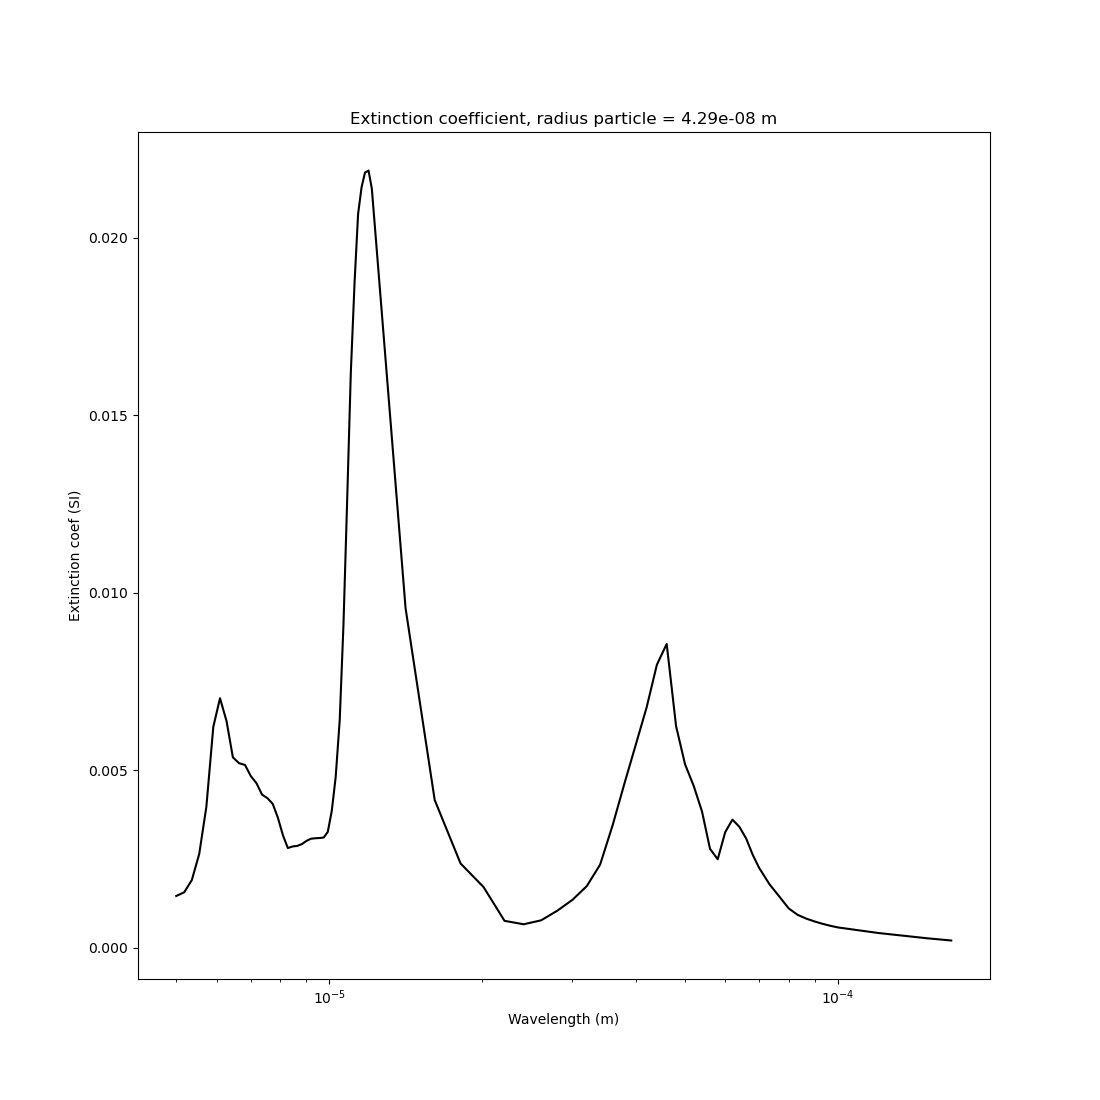 Extinction coefficient, radius particle = 4.29e-08 m
0.020
0.015
0.010
0.005
0.000
Extinction coef (SI)
10⁻⁵
10⁻⁴
Wavelength (m)